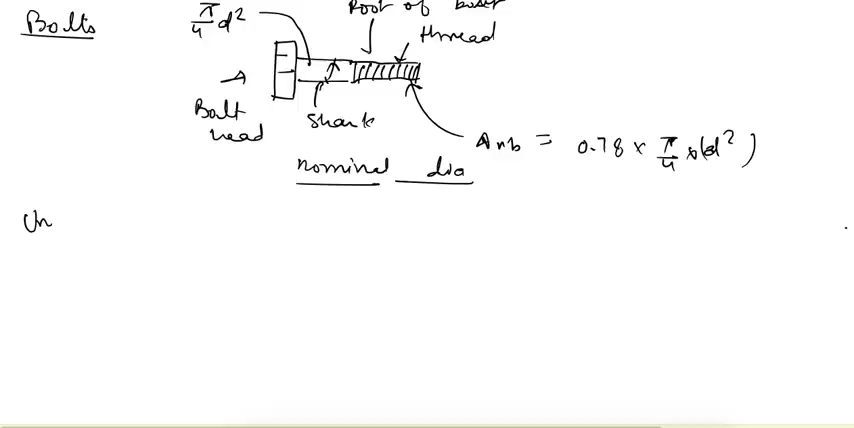 Root of bolt
Bolts
π/4 d²
thread
Bolt
head
Shank
Anb = 0.78 × π/4 × (d²)
nominal dia
Un